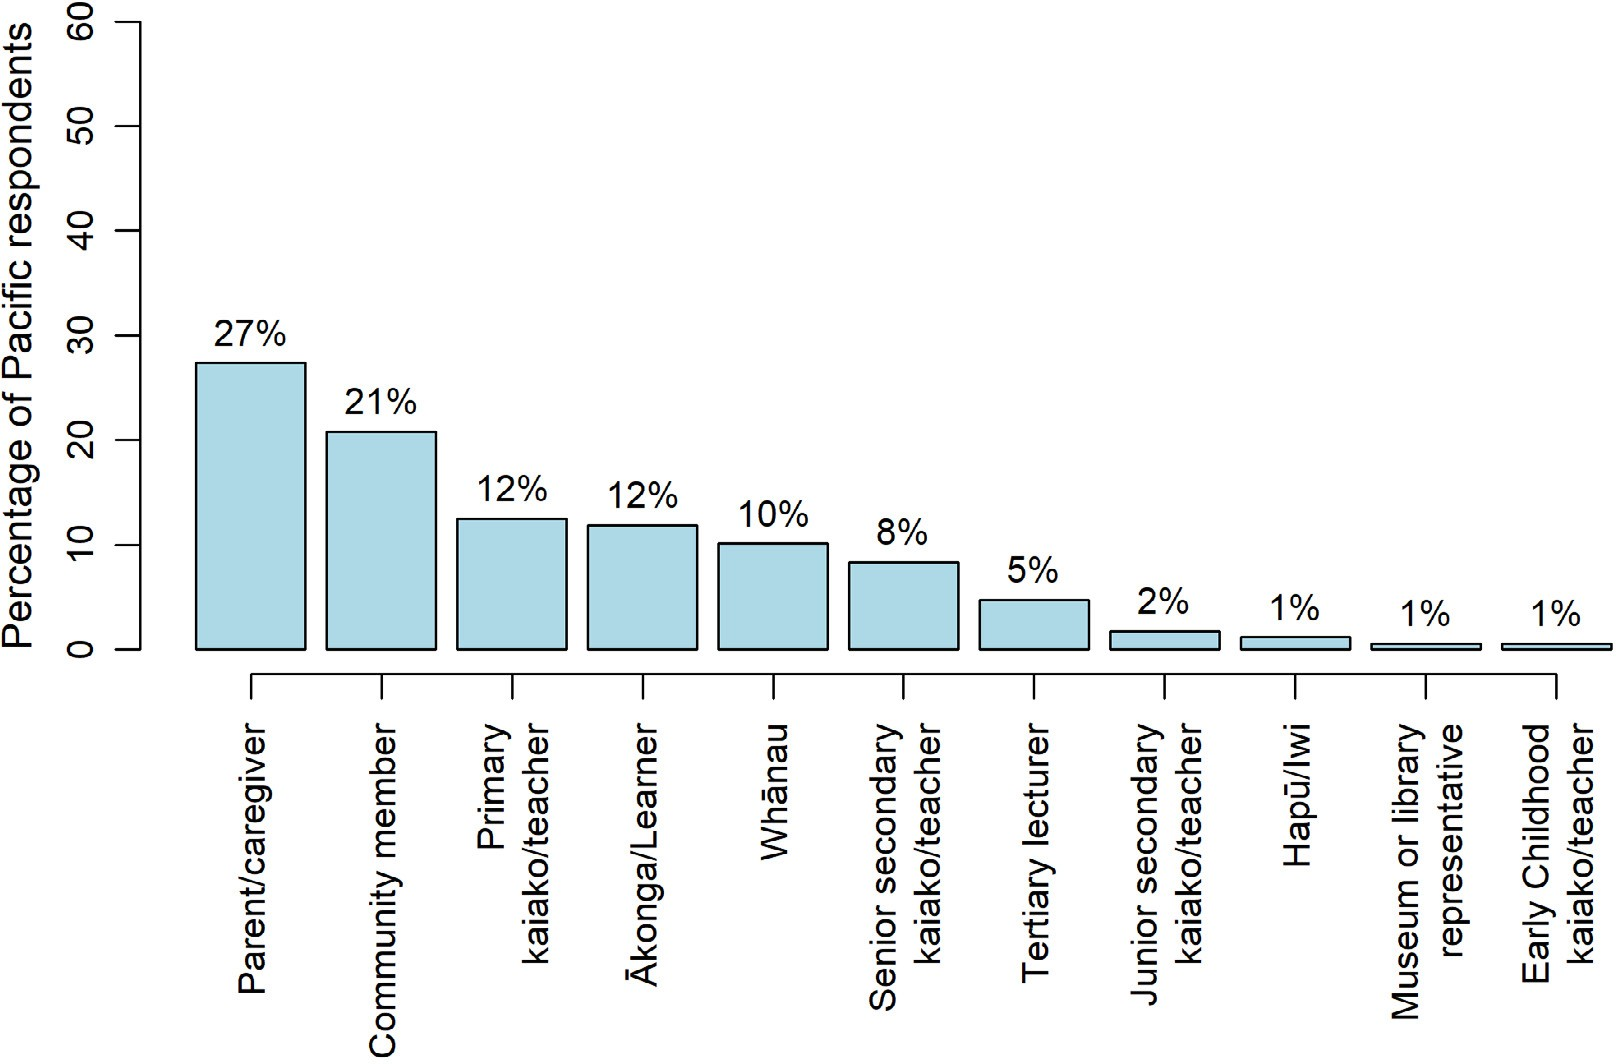 Percentage of Pacific respondents
60
50
40
30
20
10
0
27%
21%
12%
12%
10%
8%
5%
2%
1%
1%
1%
Parent/caregiver
Community member
Primary
kaiako/teacher
Ākonga/Learner
Whānau
Senior secondary
kaiako/teacher
Tertiary lecturer
Junior secondary
kaiako/teacher
Hapū/Iwi
Museum or library
representative
Early Childhood
kaiako/teacher